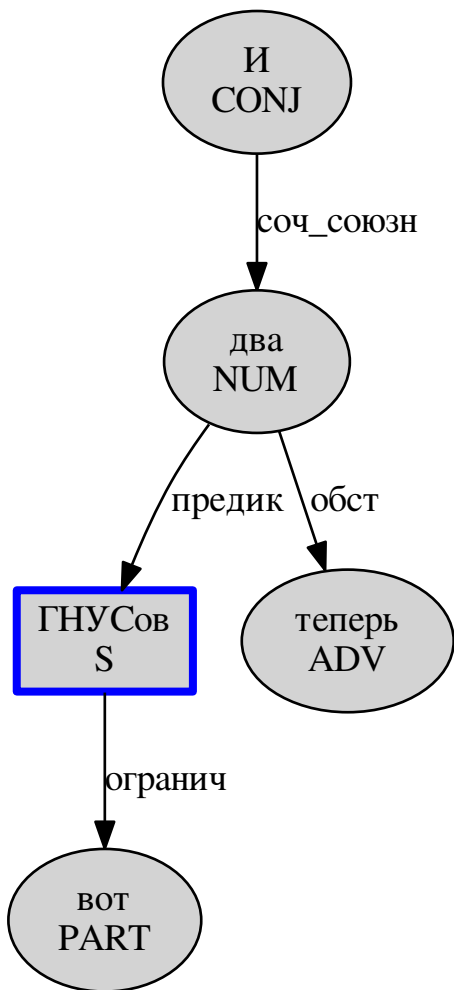 И
CONJ
соч_союзн
два
NUM
предик
обст
ГНУСов
S
теперь
ADV
огранич
вот
PART